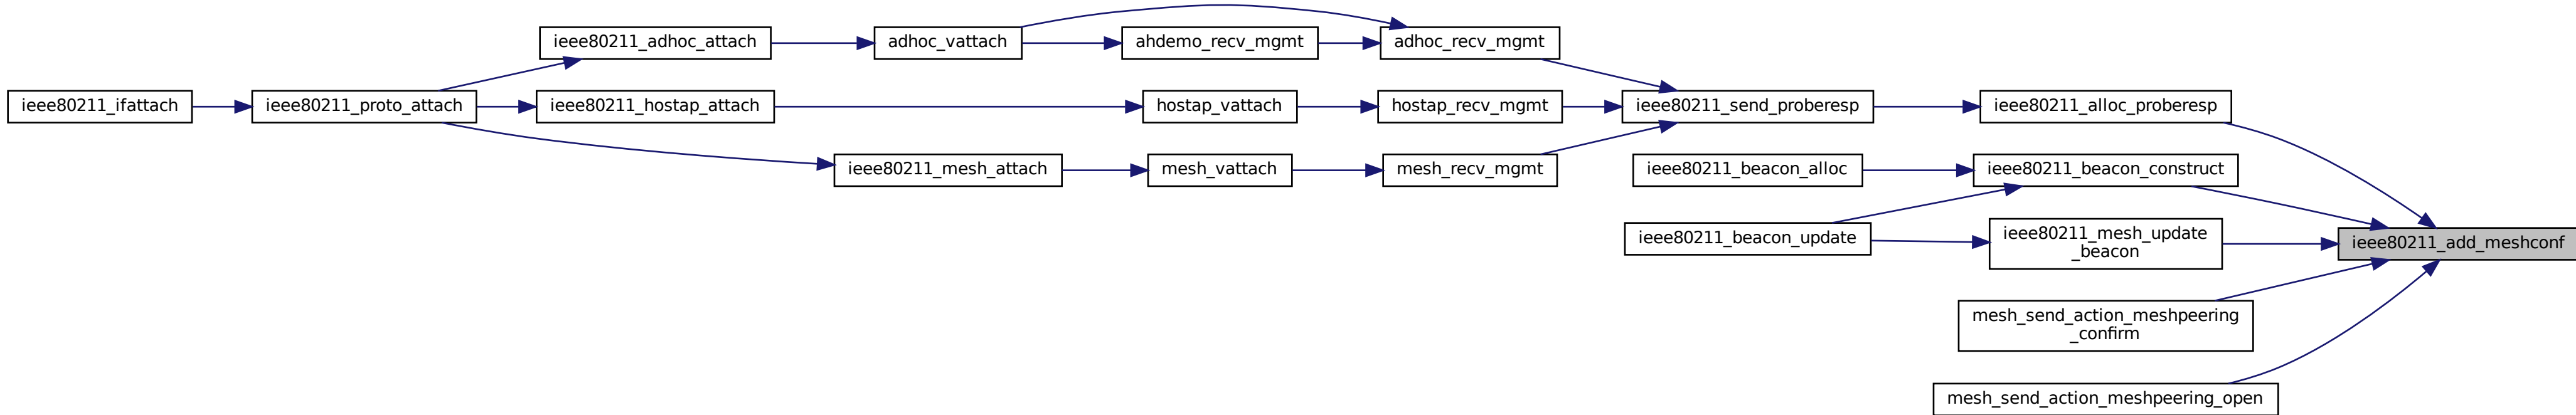 ieee80211_adhoc_attach
adhoc_vattach
ahdemo_recv_mgmt
adhoc_recv_mgmt
ieee80211_ifattach
ieee80211_proto_attach
ieee80211_hostap_attach
hostap_vattach
hostap_recv_mgmt
ieee80211_send_proberesp
ieee80211_alloc_proberesp
ieee80211_mesh_attach
mesh_vattach
mesh_recv_mgmt
ieee80211_beacon_alloc
ieee80211_beacon_construct
ieee80211_beacon_update
ieee80211_mesh_update
_beacon
ieee80211_add_meshconf
mesh_send_action_meshpeering
_confirm
mesh_send_action_meshpeering_open